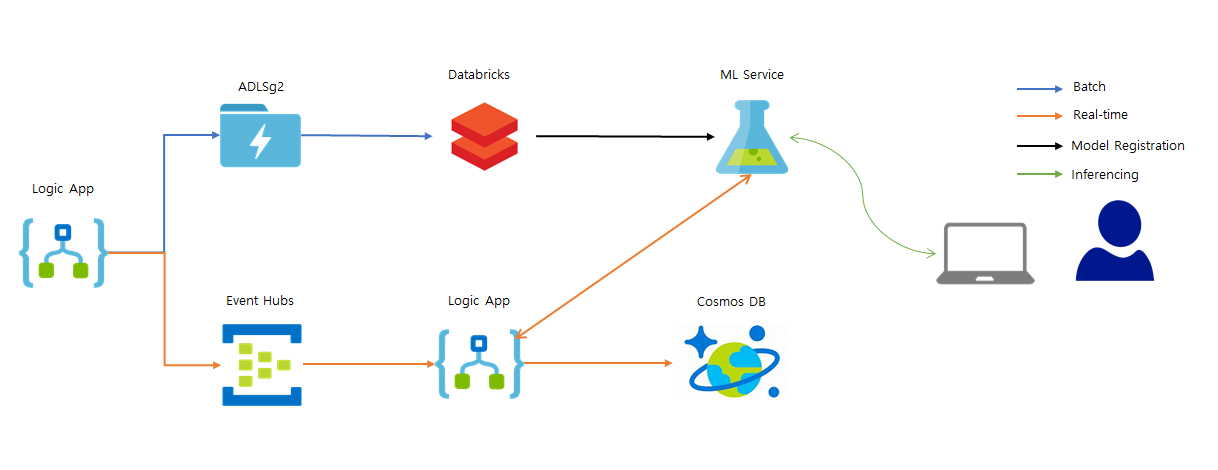 Databricks
ML Service
ADLSg2
Batch
Real-time
Model Registration
Inferencing
Logic App
Event Hubs
Logic App
Cosmos DB